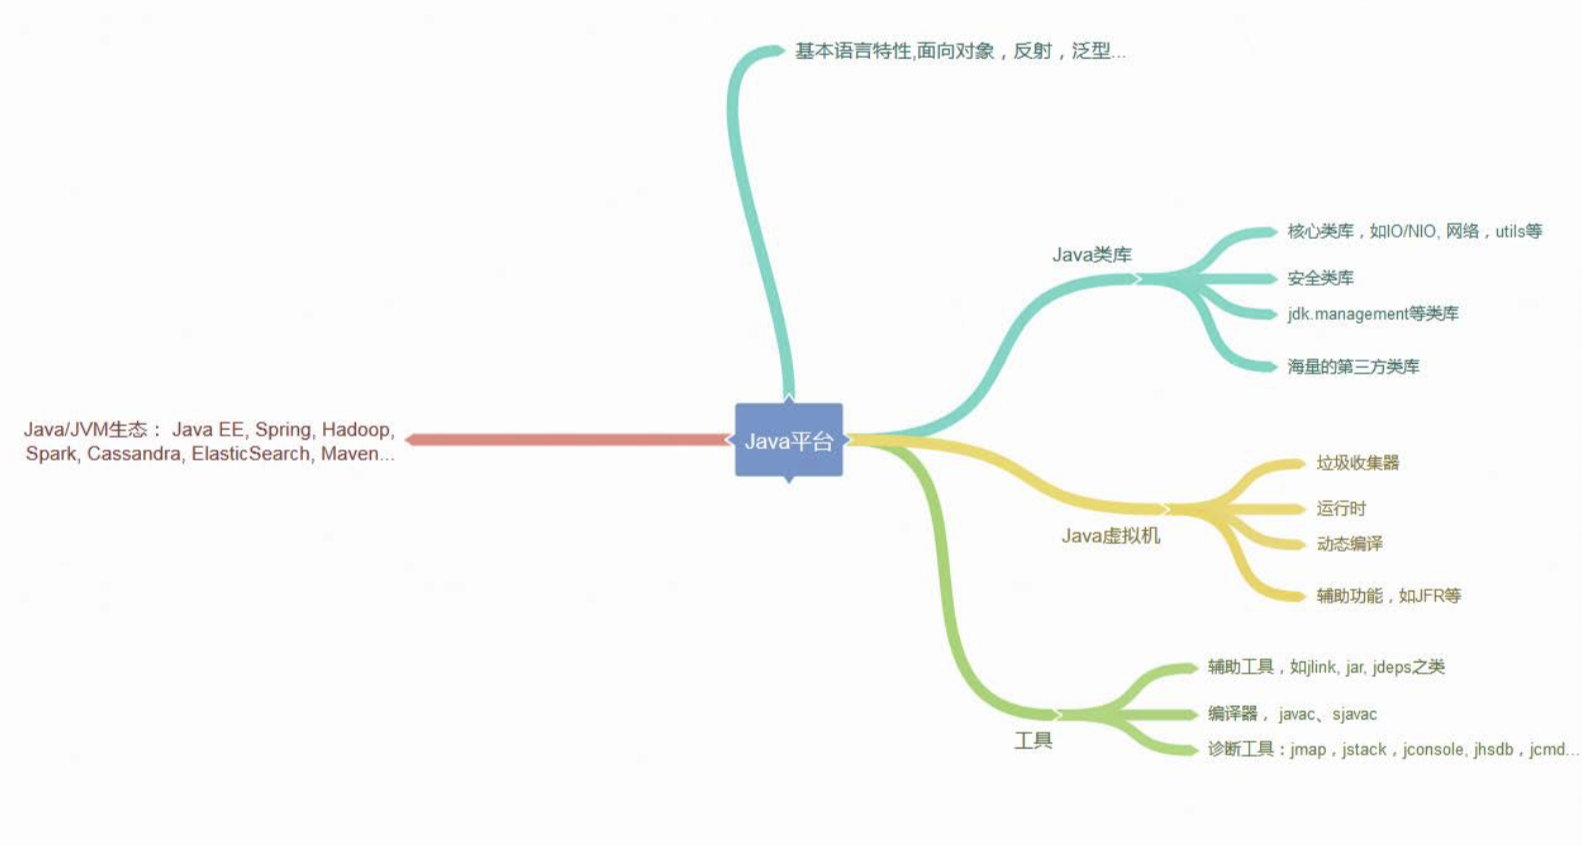 基本语言特性,面向对象，反射，泛型...
Java类库
核心类库，如IO/NIO, 网络，utils等
安全类库
jdk.management等类库
海量的第三方类库
Java/JVM生态： Java EE, Spring, Hadoop,
Spark, Cassandra, ElasticSearch, Maven...
Java平台
Java虚拟机
垃圾收集器
运行时
动态编译
辅助功能，如JFR等
工具
辅助工具，如jlink, jar, jdeps之类
编译器， javac、sjavac
诊断工具：jmap，jstack，jconsole, jhsdb，jcmd...